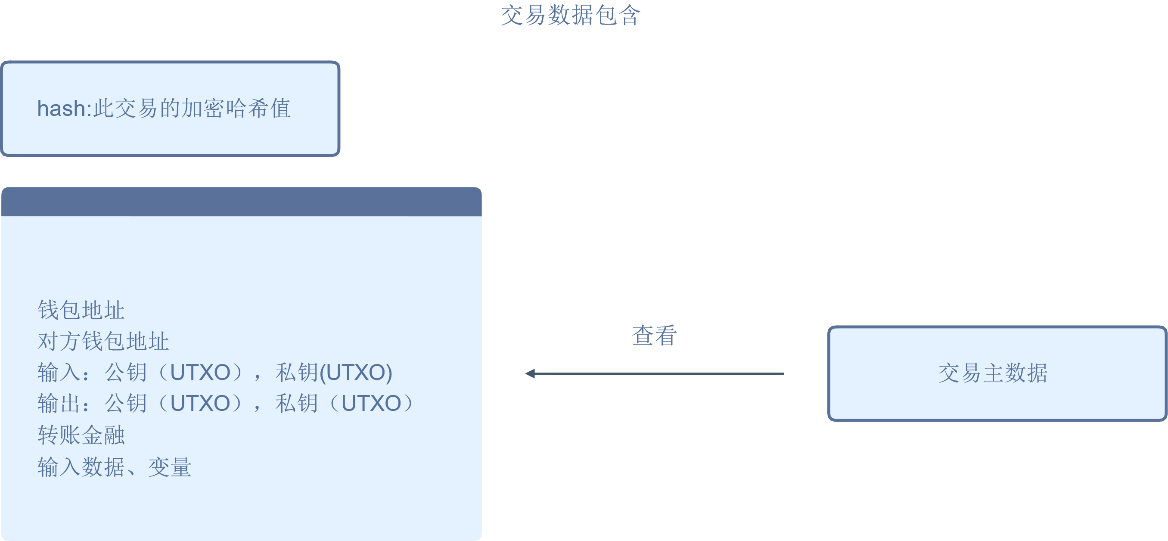 交易数据包含
hash:此交易的加密哈希值
钱包地址
对方钱包地址
输入：公钥（UTXO），私钥(UTXO)
输出：公钥（UTXO），私钥（UTXO）
转账金融
输入数据、变量
查看
交易主数据